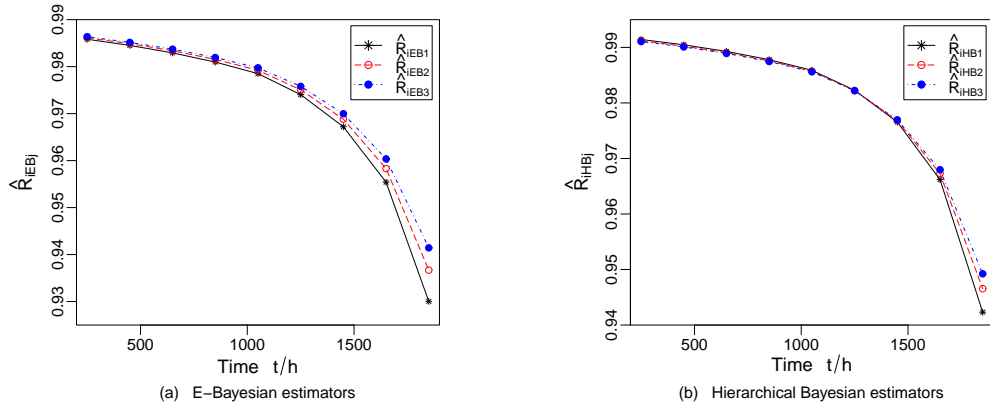 0.99
0.98
0.97
0.96
0.95
0.94
0.93
R̂iEBj
R̂iEB1
R̂iEB2
R̂iEB3
500
1000
1500
Time t/h
(a) E−Bayesian estimators
0.99
0.98
0.97
0.96
0.95
0.94
R̂iHBj
R̂iHB1
R̂iHB2
R̂iHB3
500
1000
1500
Time t/h
(b) Hierarchical Bayesian estimators